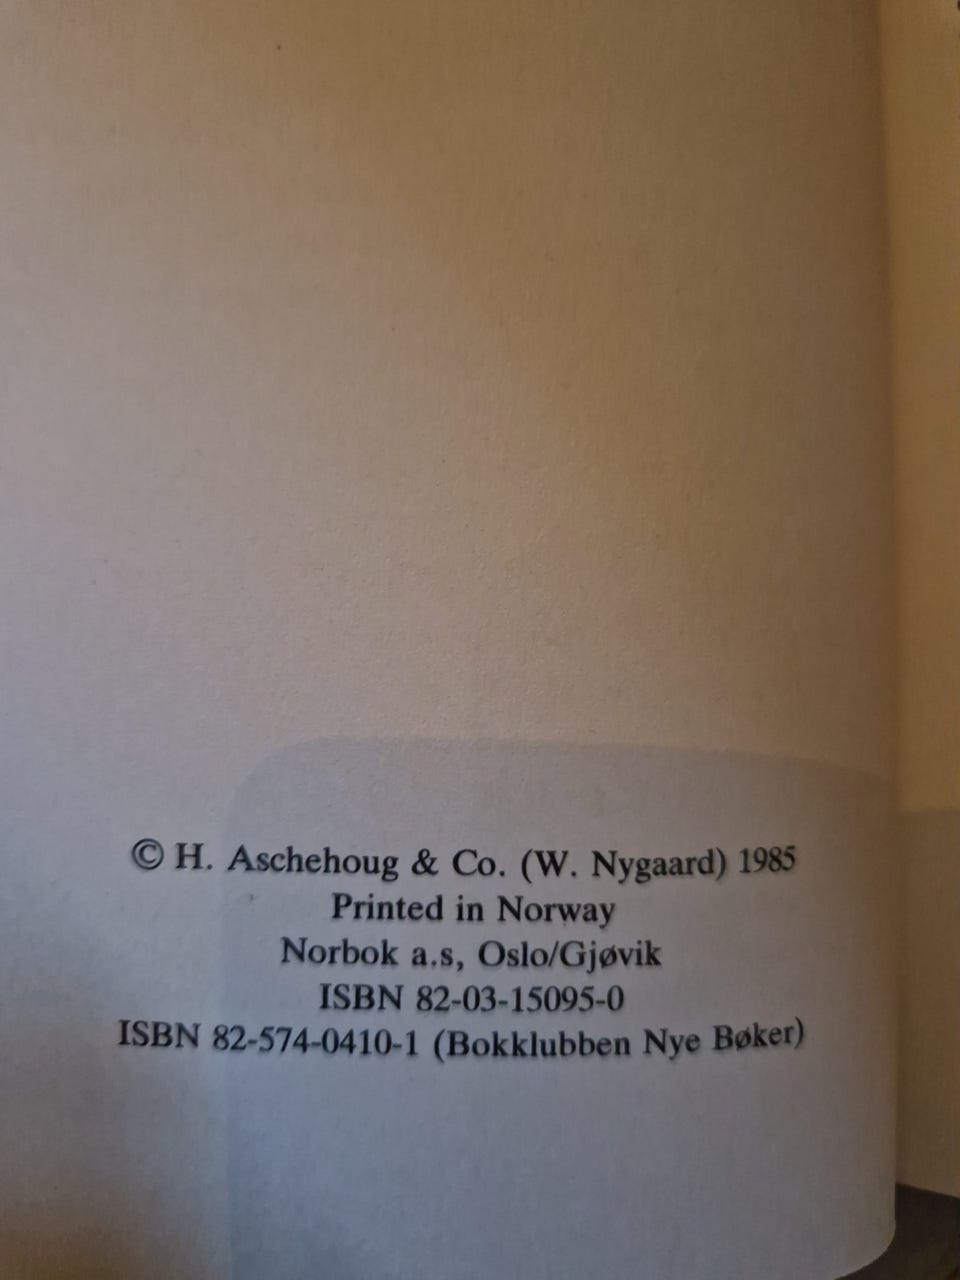 © H. Aschehoug & Co. (W. Nygaard) 1985
Printed in Norway
Norbok a.s, Oslo/Gjøvik
ISBN 82-03-15095-0
ISBN 82-574-0410-1 (Bokklubben Nye Bøker)